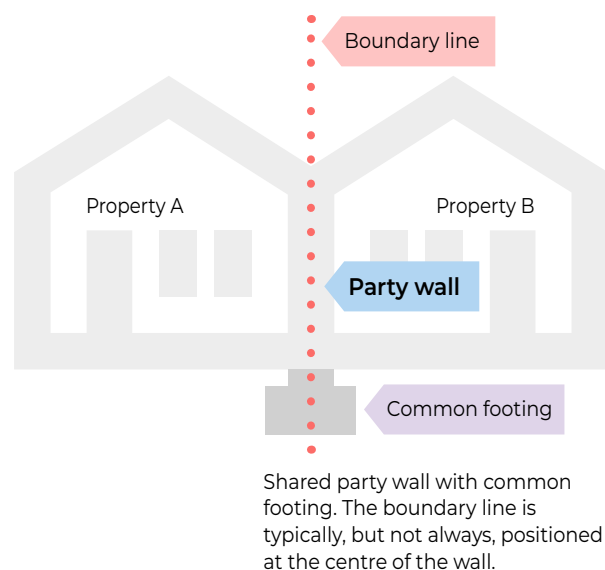 Boundary line
Property A
Property B
Party wall
Common footing
Shared party wall with common
footing. The boundary line is
typically, but not always, positioned
at the centre of the wall.